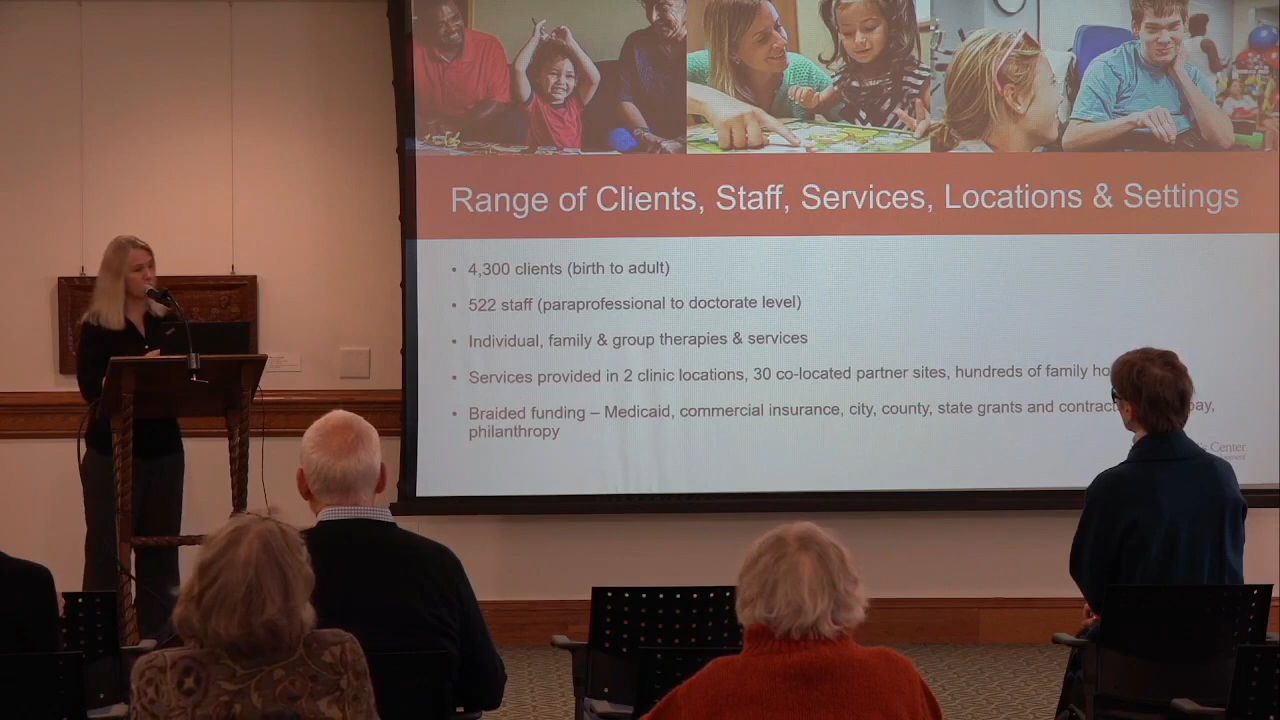 Range of Clients, Staff, Services, Locations & Settings
• 4,300 clients (birth to adult)
• 522 staff (paraprofessional to doctorate level)
• Individual, family & group therapies & services
• Services provided in 2 clinic locations, 30 co-located partner sites, hundreds of family ho
• Braided funding – Medicaid, commercial insurance, city, county, state grants and contract pay,
philanthropy
Center